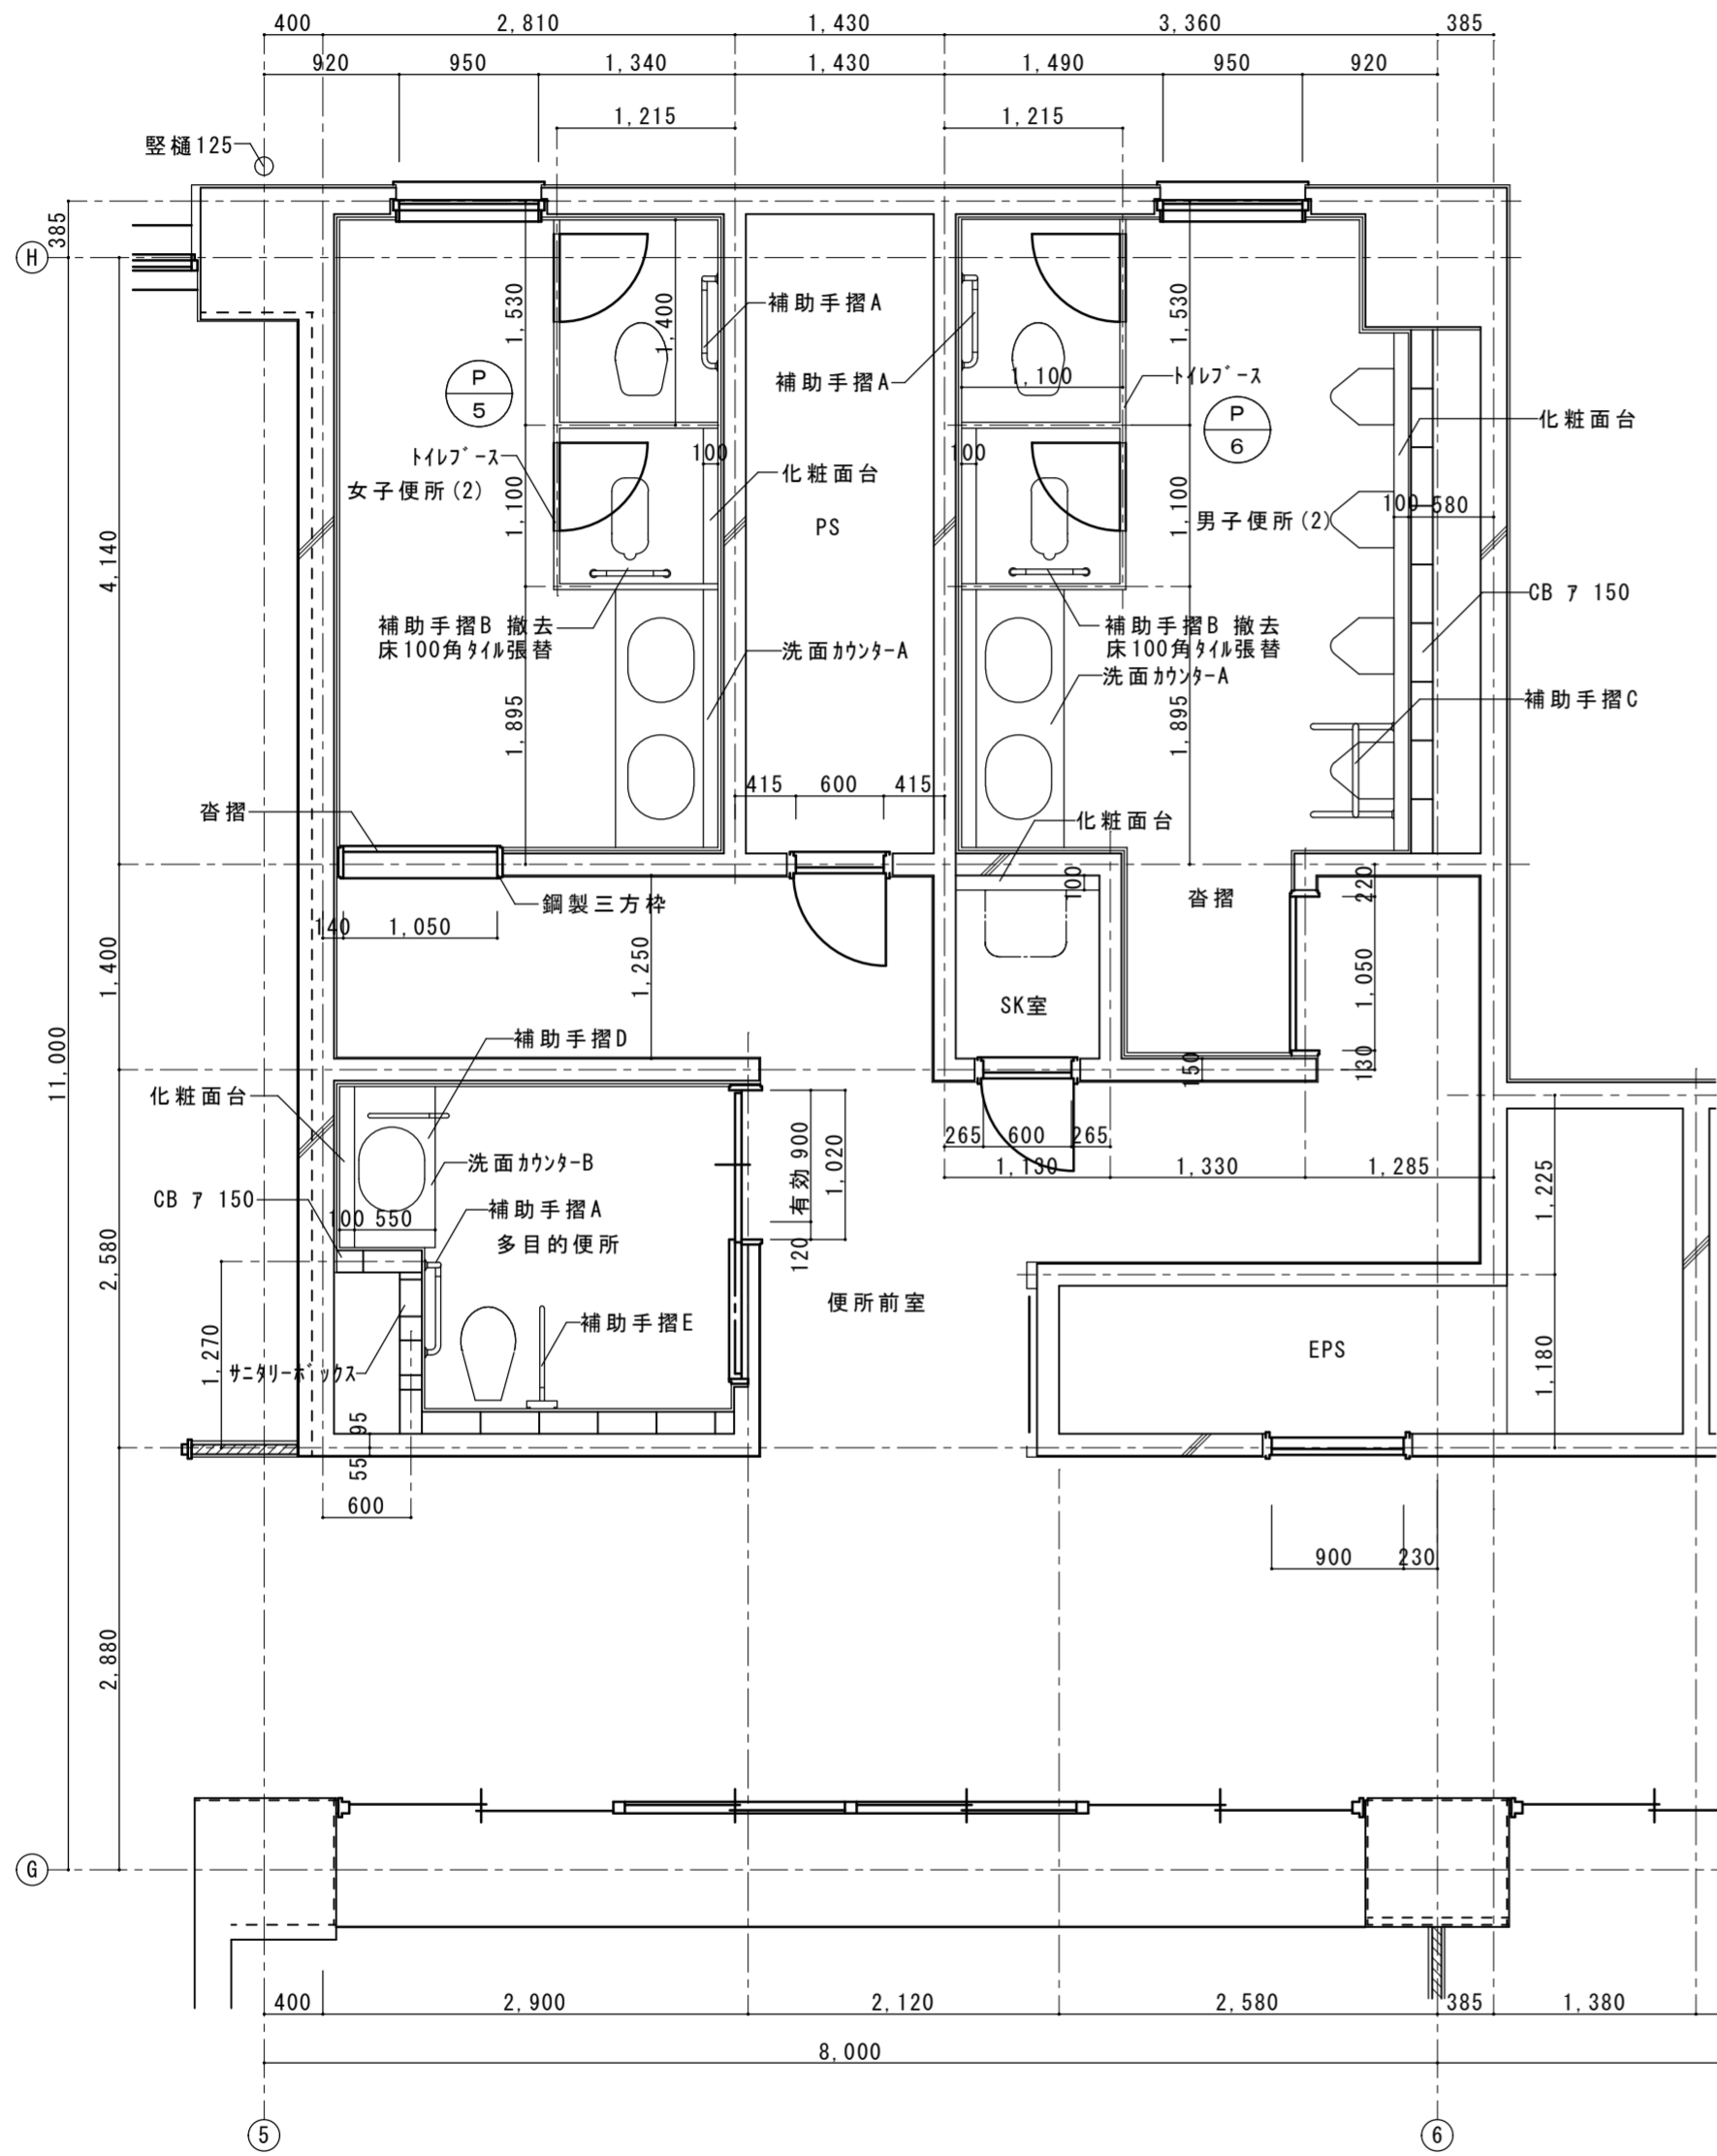 400 2,810 1,430 3,360 385
920 950 1,340 1,430 1,490 950 920
1,215 1,215
竪樋125
385
H
1,530
1,400
補助手摺A
1,530
補助手摺A
1,100
トイレブース
P
5
P
6
化粧面台
トイレブース
100
化粧面台
100
女子便所(2)
1,100
PS
1,100
男子便所(2)
100 580
4,140
CB ア 150
補助手摺B 撤去
床100角タイル張替
洗面カウンターA
補助手摺B 撤去
床100角タイル張替
洗面カウンターA
補助手摺C
1,895
1,895
415 600 415
沓摺
化粧面台
鋼製三方枠
100
沓摺
220
140 1,050
1,400
1,250
1,050
SK室
11,000
補助手摺D
150
130
化粧面台
265 600 265
有効 900
1,020
洗面カウンターB
1,130 1,330 1,285
1,225
CB ア 150
100 550
補助手摺A
多目的便所
120
2,580
便所前室
補助手摺E
1,270
サニタリーボックス
EPS
1,180
95
55
600
900 230
2,880
G
400 2,900 2,120 2,580 385 1,380
8,000
5
6